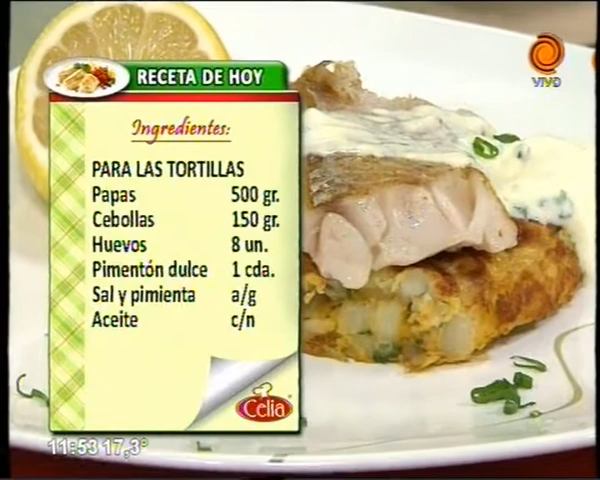 RECETA DE HOY
VIVO
Ingredientes:
PARA LAS TORTILLAS
Papas 500 gr.
Cebollas 150 gr.
Huevos 8 un.
Pimentón dulce 1 cda.
Sal y pimienta a/g
Aceite c/n
Celia
11:53 17,3°